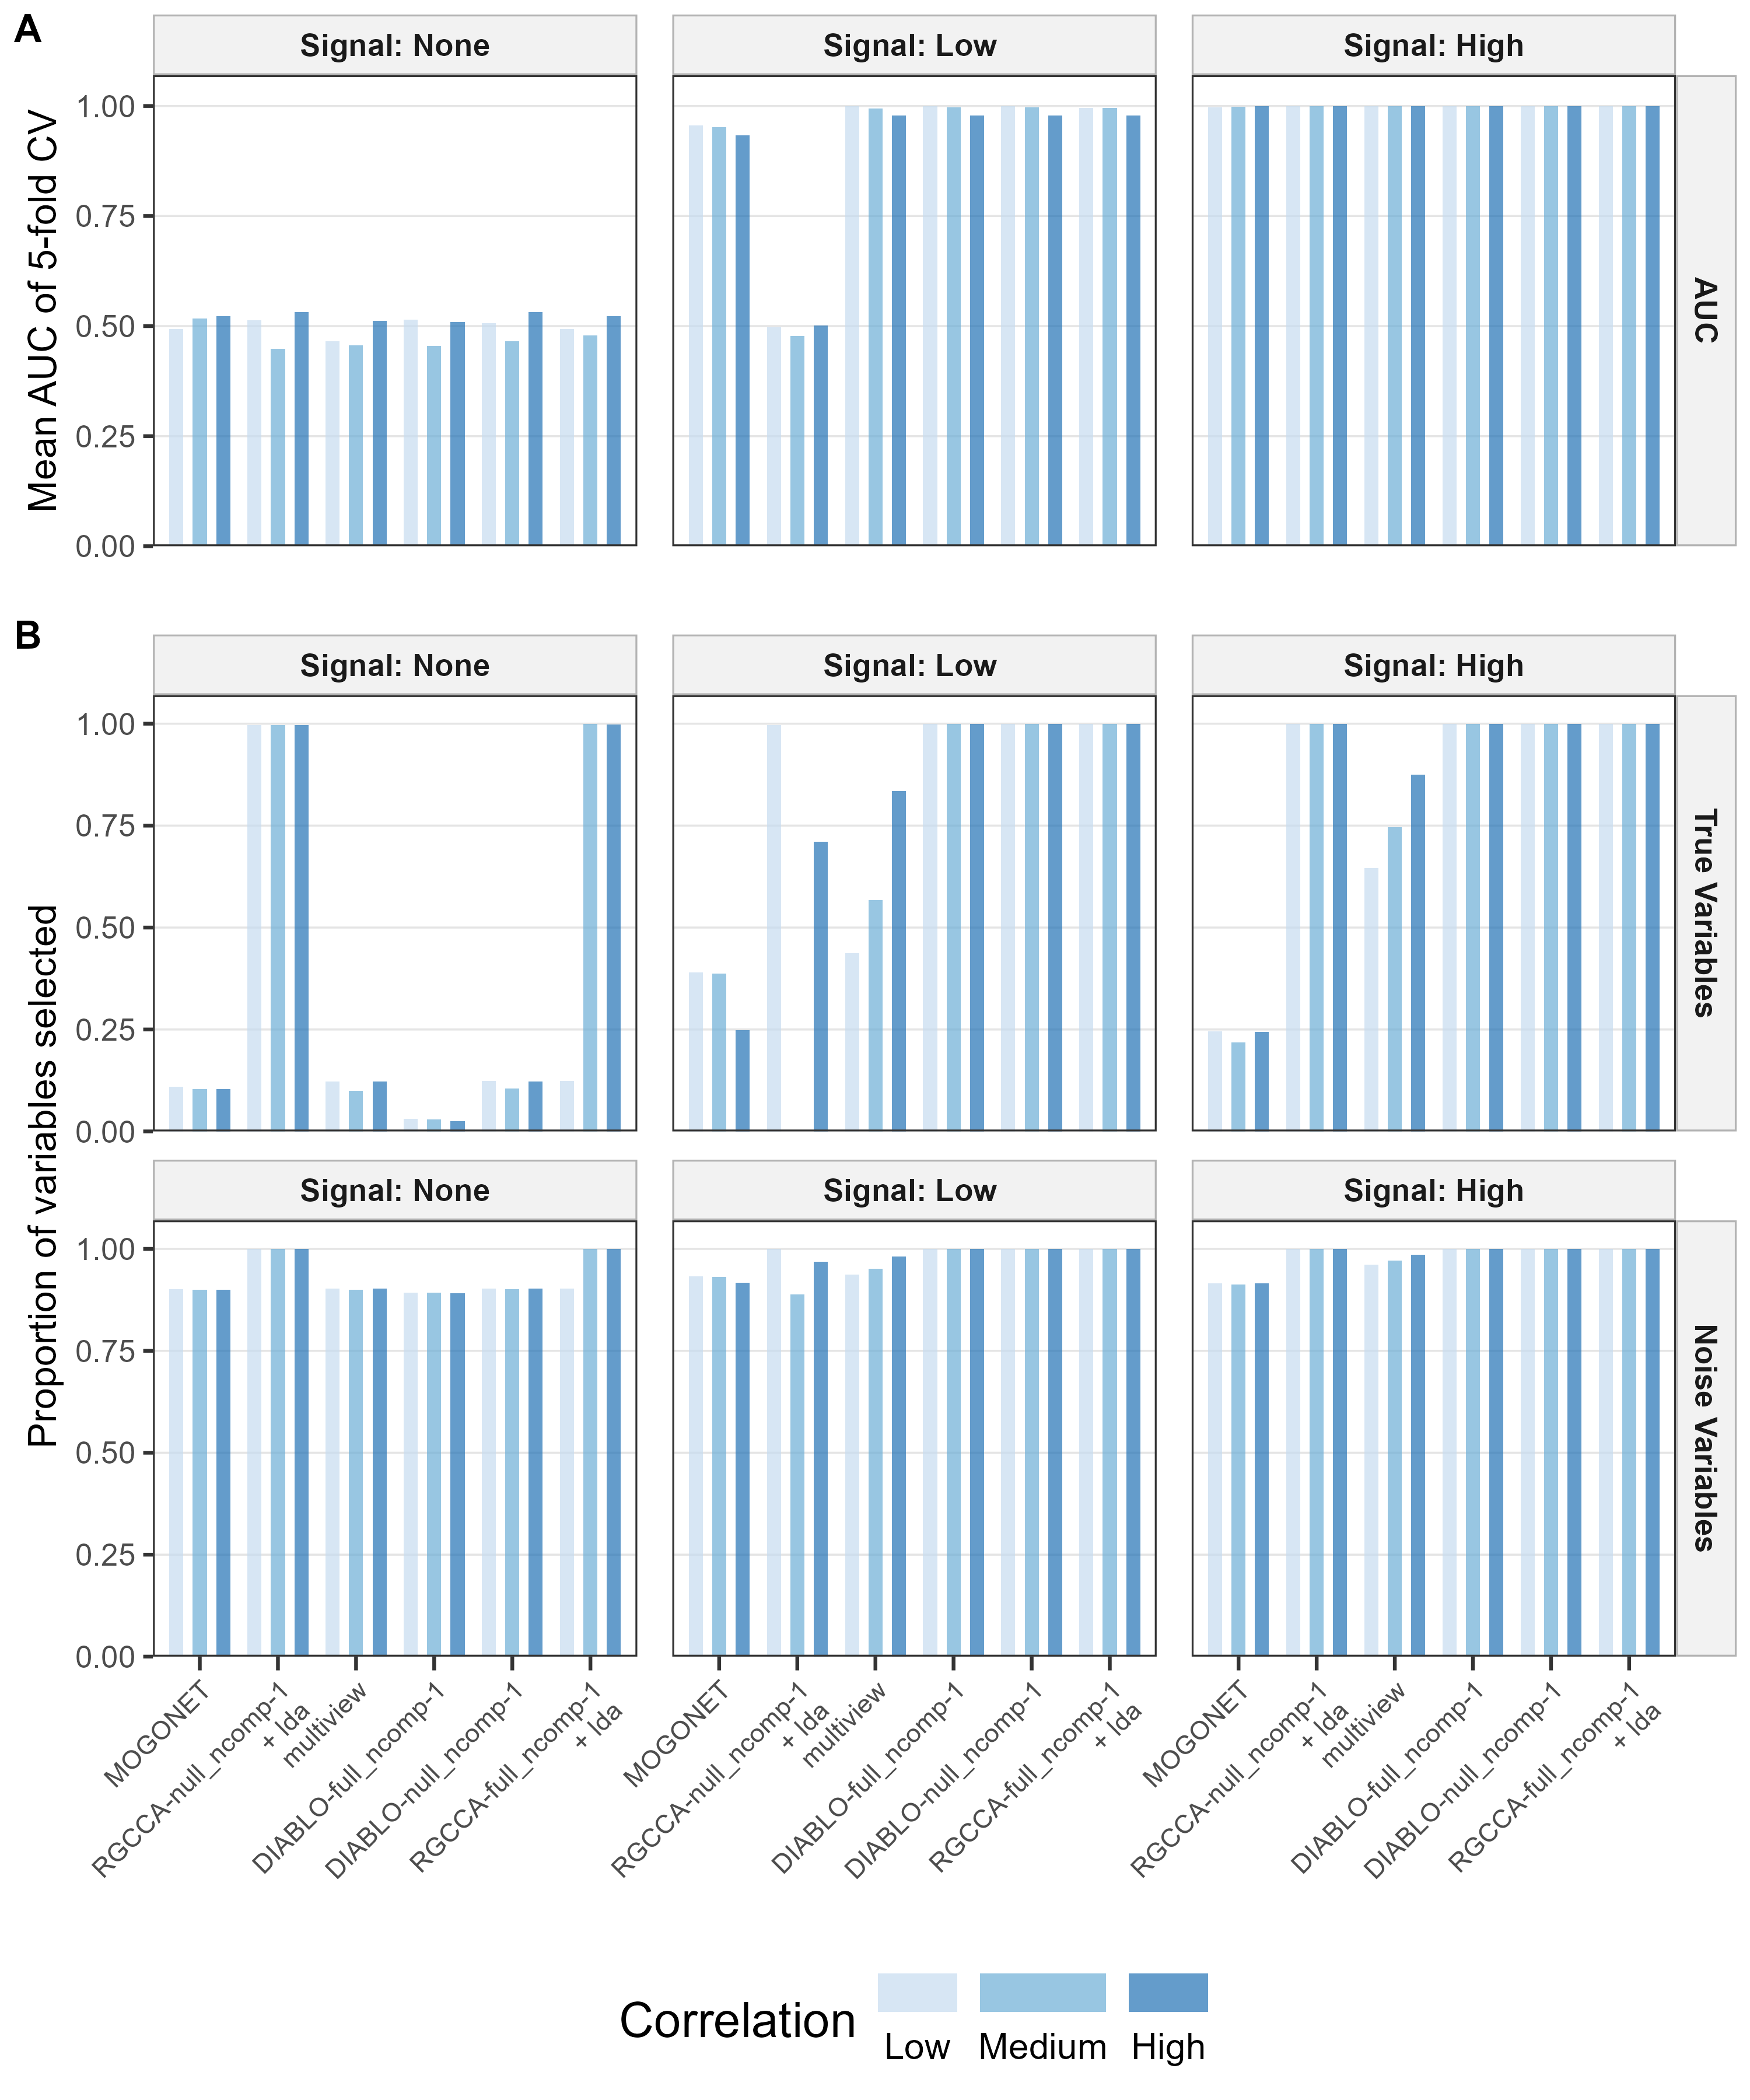 A
Signal: None
Signal: Low
Signal: High
Mean AUC of 5-fold CV
1.00
0.75
0.50
0.25
0.00
AUC
B
Signal: None
Signal: Low
Signal: High
Proportion of variables selected
1.00
0.75
0.50
0.25
0.00
True Variables
Signal: None
Signal: Low
Signal: High
1.00
0.75
0.50
0.25
0.00
Noise Variables
MOGONET
RGCCA-null_ncomp-1
+ lda
multiview
DIABLO-full_ncomp-1
DIABLO-null_ncomp-1
RGCCA-full_ncomp-1
+ lda
MOGONET
RGCCA-null_ncomp-1
+ lda
multiview
DIABLO-full_ncomp-1
DIABLO-null_ncomp-1
RGCCA-full_ncomp-1
+ lda
MOGONET
RGCCA-null_ncomp-1
+ lda
multiview
DIABLO-full_ncomp-1
DIABLO-null_ncomp-1
RGCCA-full_ncomp-1
+ lda
Correlation
Low
Medium
High